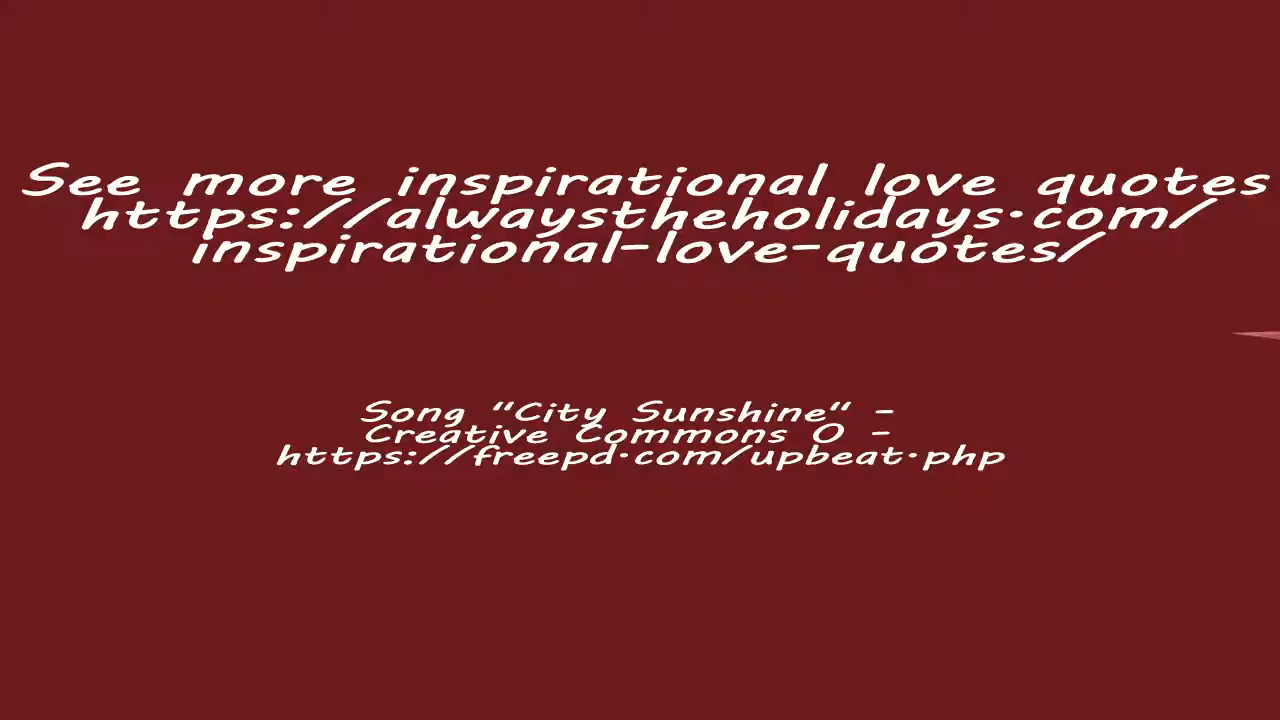 See more inspirational love quotes
https://alwaystheholidays.com/
inspirational-love-quotes/
Song "City Sunshine" -
Creative Commons 0 -
https://freepd.com/upbeat.php